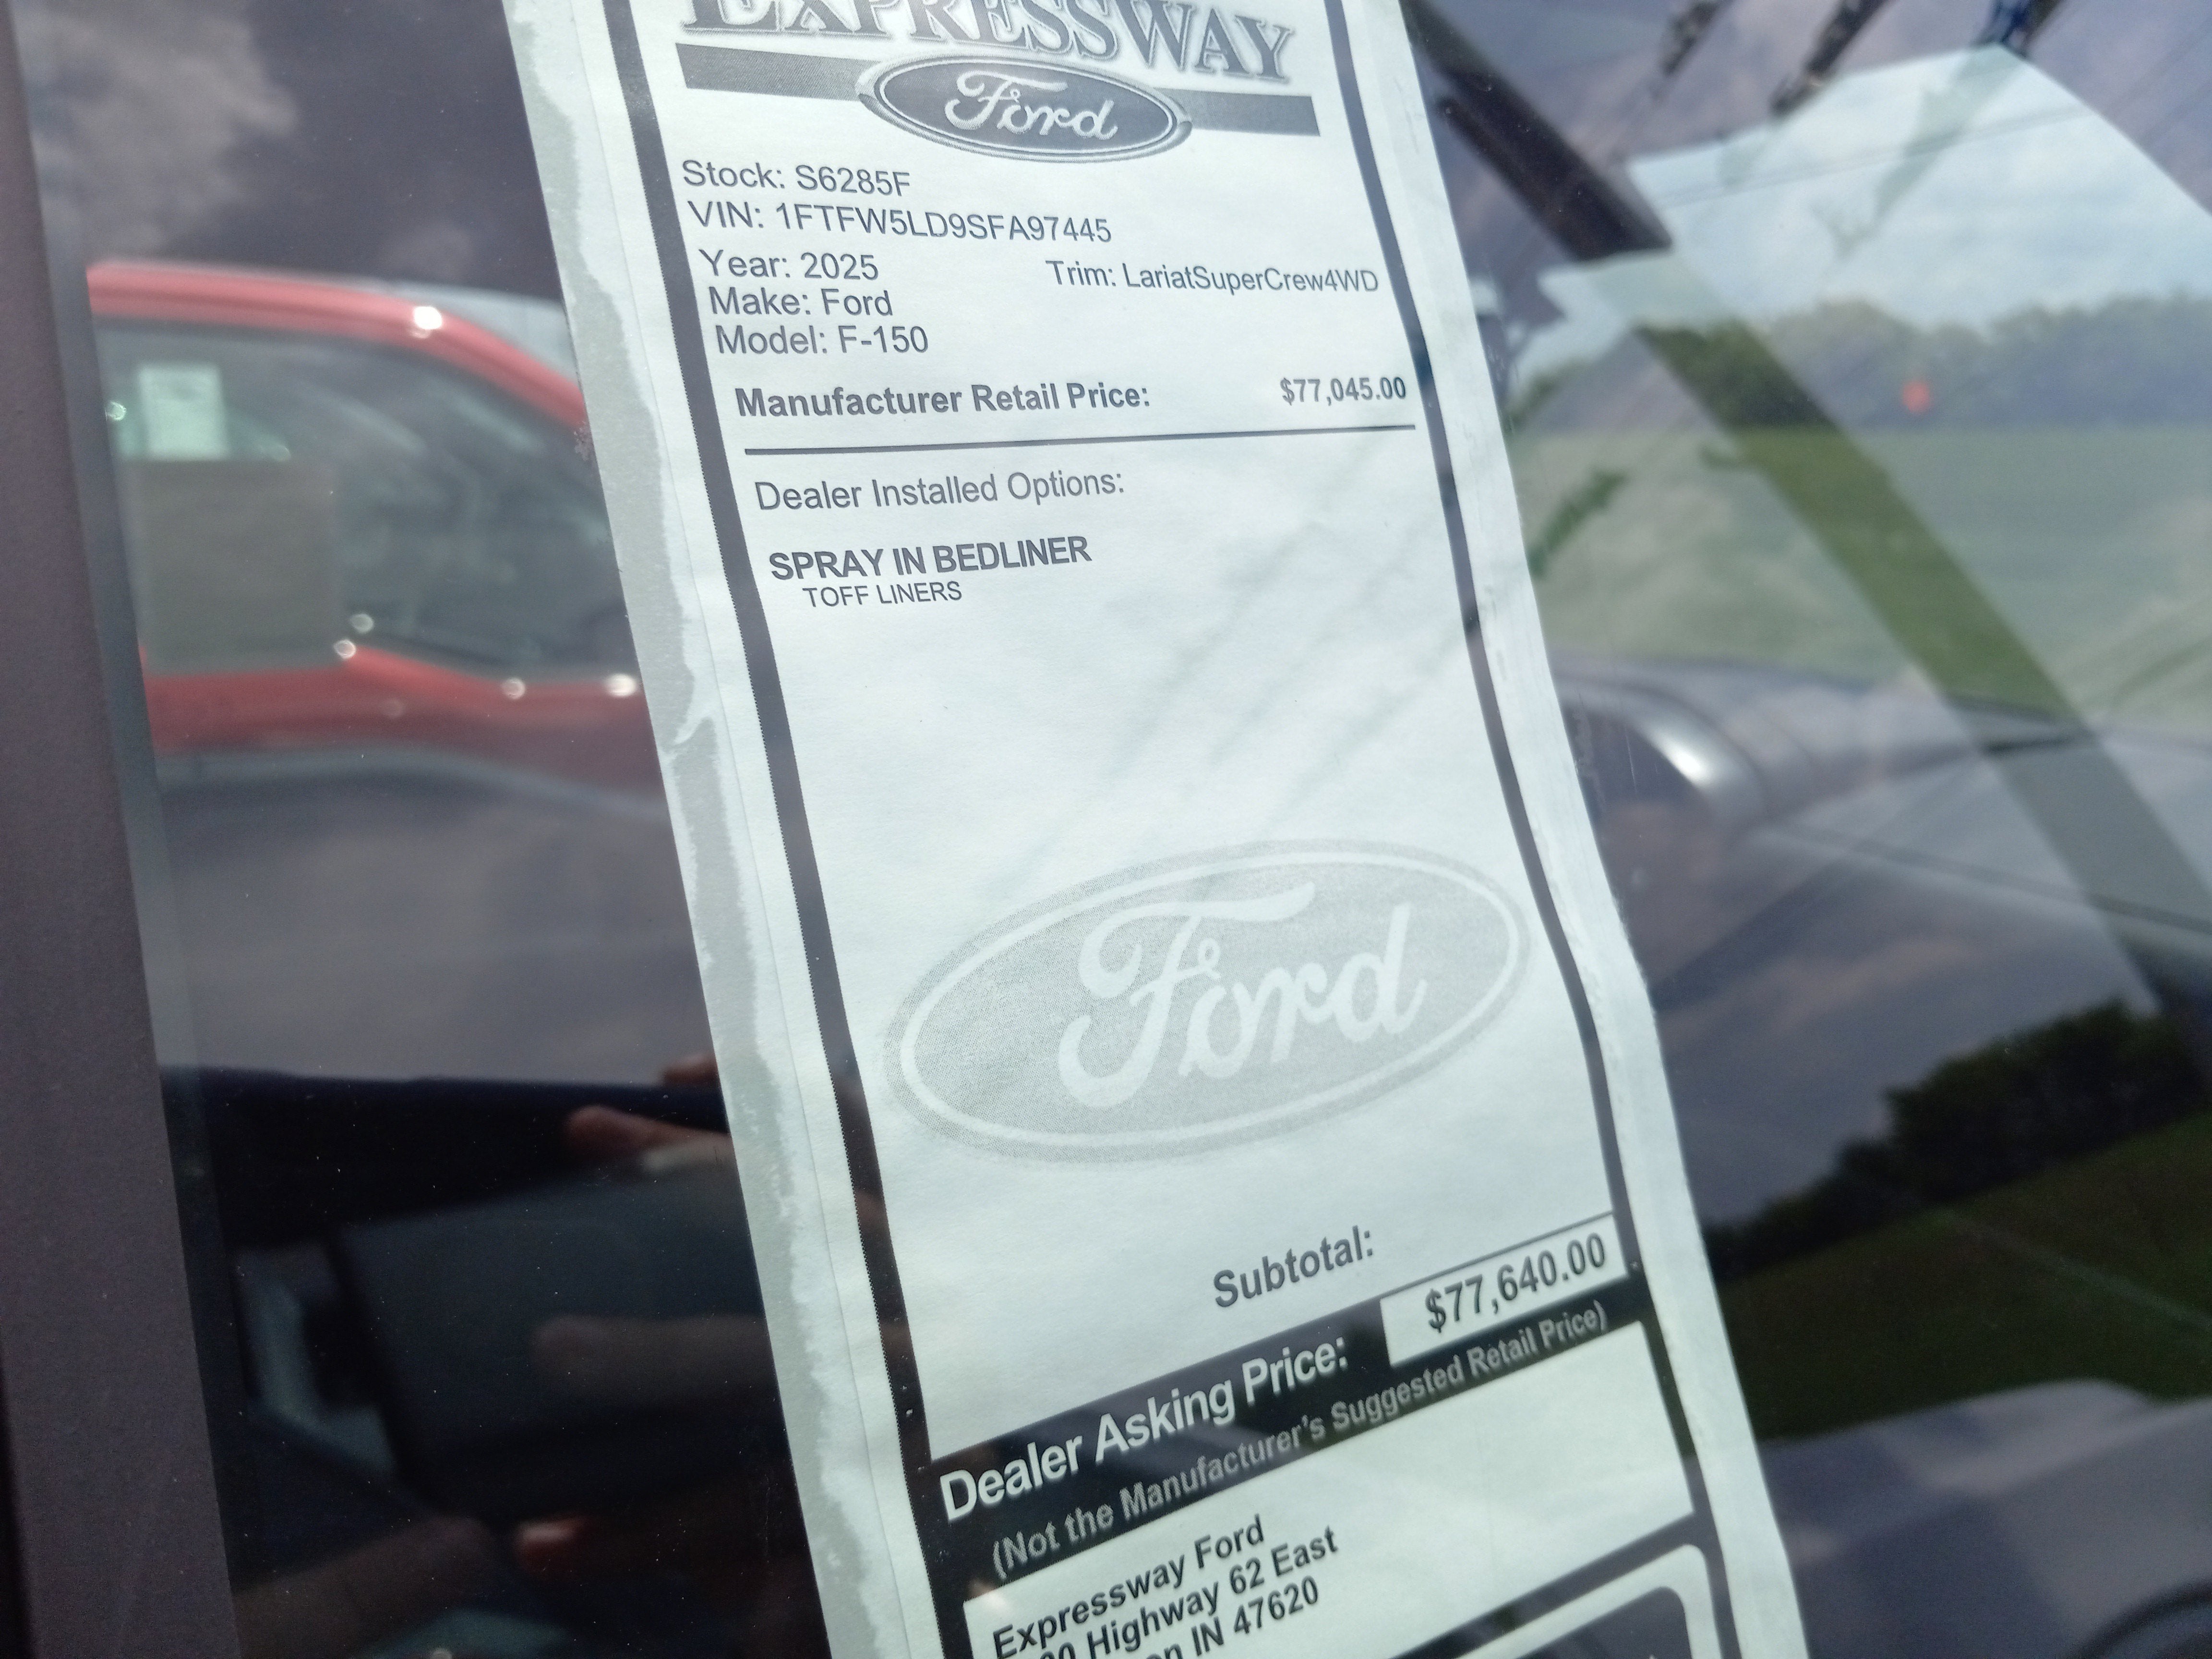 EXPRESSWAY
Ford
Stock: S6285F
VIN: 1FTFW5LD9SFA97445
Year: 2025
Trim: LariatSuperCrew4WD
Make: Ford
Model: F-150
Manufacturer Retail Price: $77,045.00
Dealer Installed Options:
SPRAY IN BEDLINER
TOFF LINERS
Ford
Subtotal:
Dealer Asking Price: $77,640.00
(Not the Manufacturer's Suggested Retail Price)
Expressway Ford
Highway 62 East
IN 47620